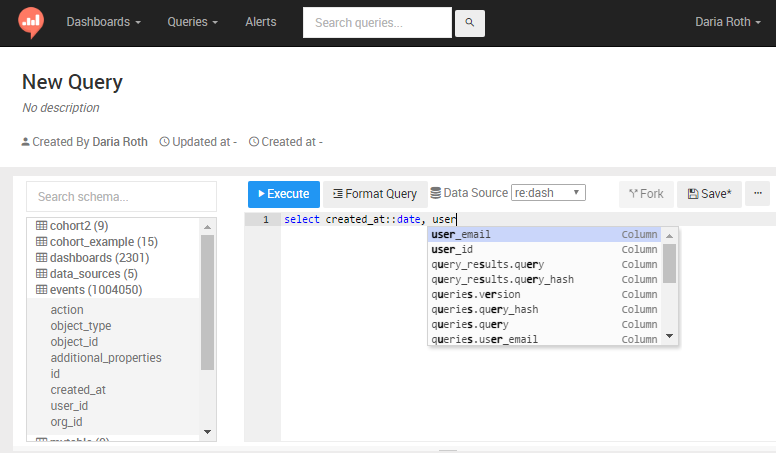 Dashboards Queries Alerts Search queries... Daria Roth
New Query
No description
Created By Daria Roth Updated at - Created at -
Search schema...
Execute Format Query Data Source re:dash Fork Save* ...
cohort2 (9)
cohort_example (15)
dashboards (2301)
data_sources (5)
events (1004050)
action
object_type
object_id
additional_properties
id
created_at
user_id
org_id
1 select created_at::date, user
user_email Column
user_id Column
query_results.query Column
query_results.query_hash Column
queries.version Column
queries.query_hash Column
queries.query Column
queries.user_email Column